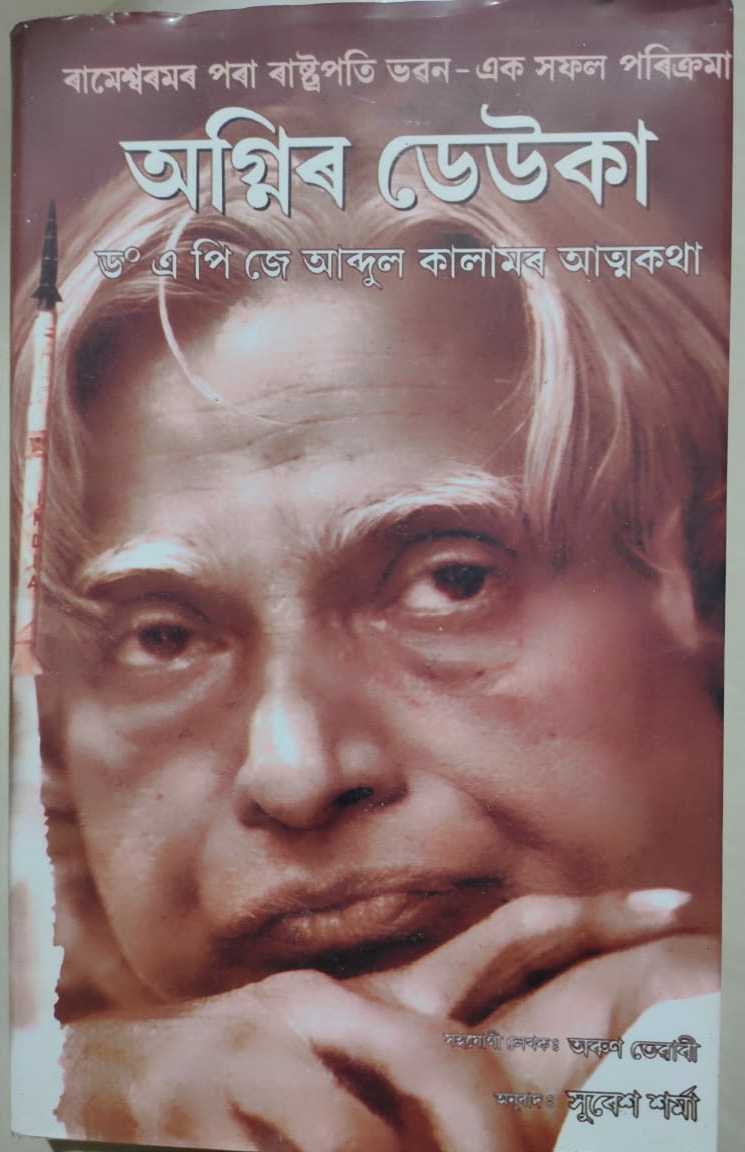 ৰামেশ্বৰমৰ পৰা ৰাষ্ট্ৰপতি ভৱন - এক সফল পৰিক্ৰমা
অগ্নিৰ ডেউকা
ড° এ পি জে আব্দুল কালামৰ আত্মকথা
সহযোগী লেখক ঃ অৰুণ তেৱাৰী
অনুবাদ ঃ সুৰেশ শৰ্মা